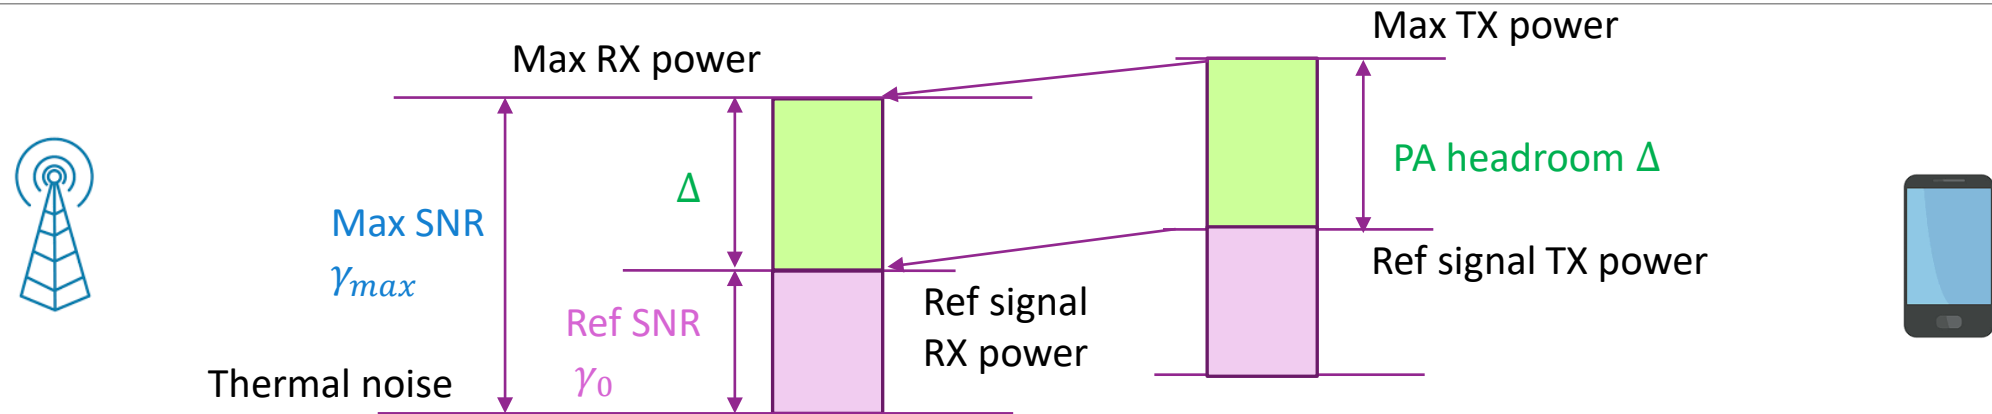 Max TX power
Max RX power
PA headroom Δ
Δ
Max SNR
γmax
Ref signal TX power
Ref signal
RX power
Ref SNR
γ0
Thermal noise